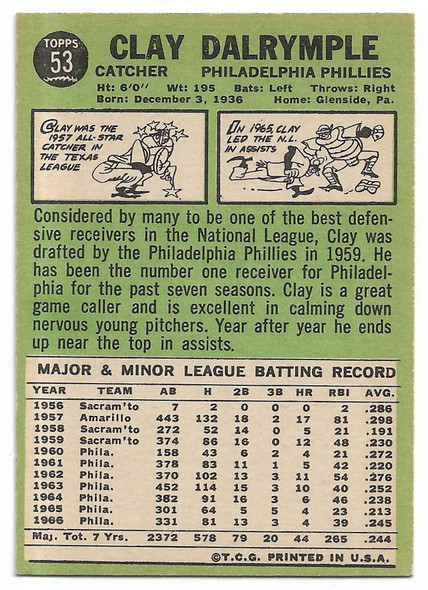 TOPPS
53
CLAY DALRYMPLE
CATCHER PHILADELPHIA PHILLIES
Ht: 6'0" Wt: 195 Bats: Left Throws: Right
Born: December 3, 1936 Home: Glenside, Pa.
CLAY WAS THE
1957 ALL-STAR
CATCHER IN
THE TEXAS
LEAGUE
IN 1965, CLAY
LED THE N.L.
IN ASSISTS
Considered by many to be one of the best defen-
sive receivers in the National League, Clay was
drafted by the Philadelphia Phillies in 1959. He
has been the number one receiver for Philadel-
phia for the past seven seasons. Clay is a great
game caller and is excellent in calming down
nervous young pitchers. Year after year he ends
up near the top in assists.
MAJOR & MINOR LEAGUE BATTING RECORD
YEAR TEAM AB H 2B 3B HR RBI AVG.
1956 Sacram'to 7 2 0 0 0 2 .286
1957 Amarillo 443 132 18 2 17 81 .298
1958 Sacram'to 272 52 14 0 5 21 .191
1959 Sacram'to 374 86 16 0 12 48 .230
1960 Phila. 158 43 6 2 4 21 .272
1961 Phila. 378 83 11 1 5 42 .220
1962 Phila. 370 102 13 3 11 54 .276
1963 Phila. 452 114 15 3 10 40 .252
1964 Phila. 382 91 16 3 6 46 .238
1965 Phila. 301 64 5 5 4 23 .213
1966 Phila. 331 81 13 3 4 39 .245
Maj. Tot. 7 Yrs. 2372 578 79 20 44 265 .244
©T.C.G. PRINTED IN U.S.A.